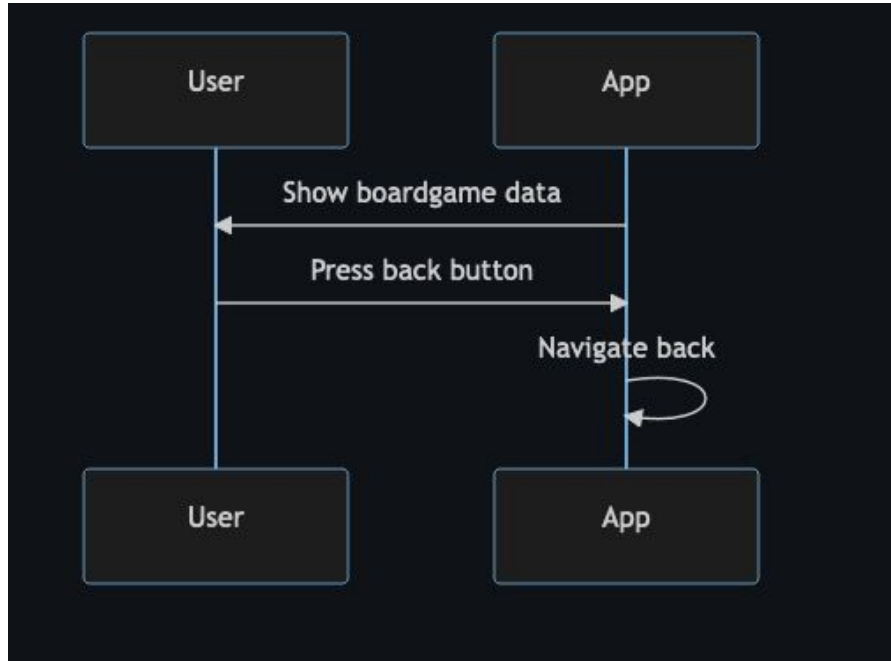 User
App
Show boardgame data
Press back button
Navigate back
User
App